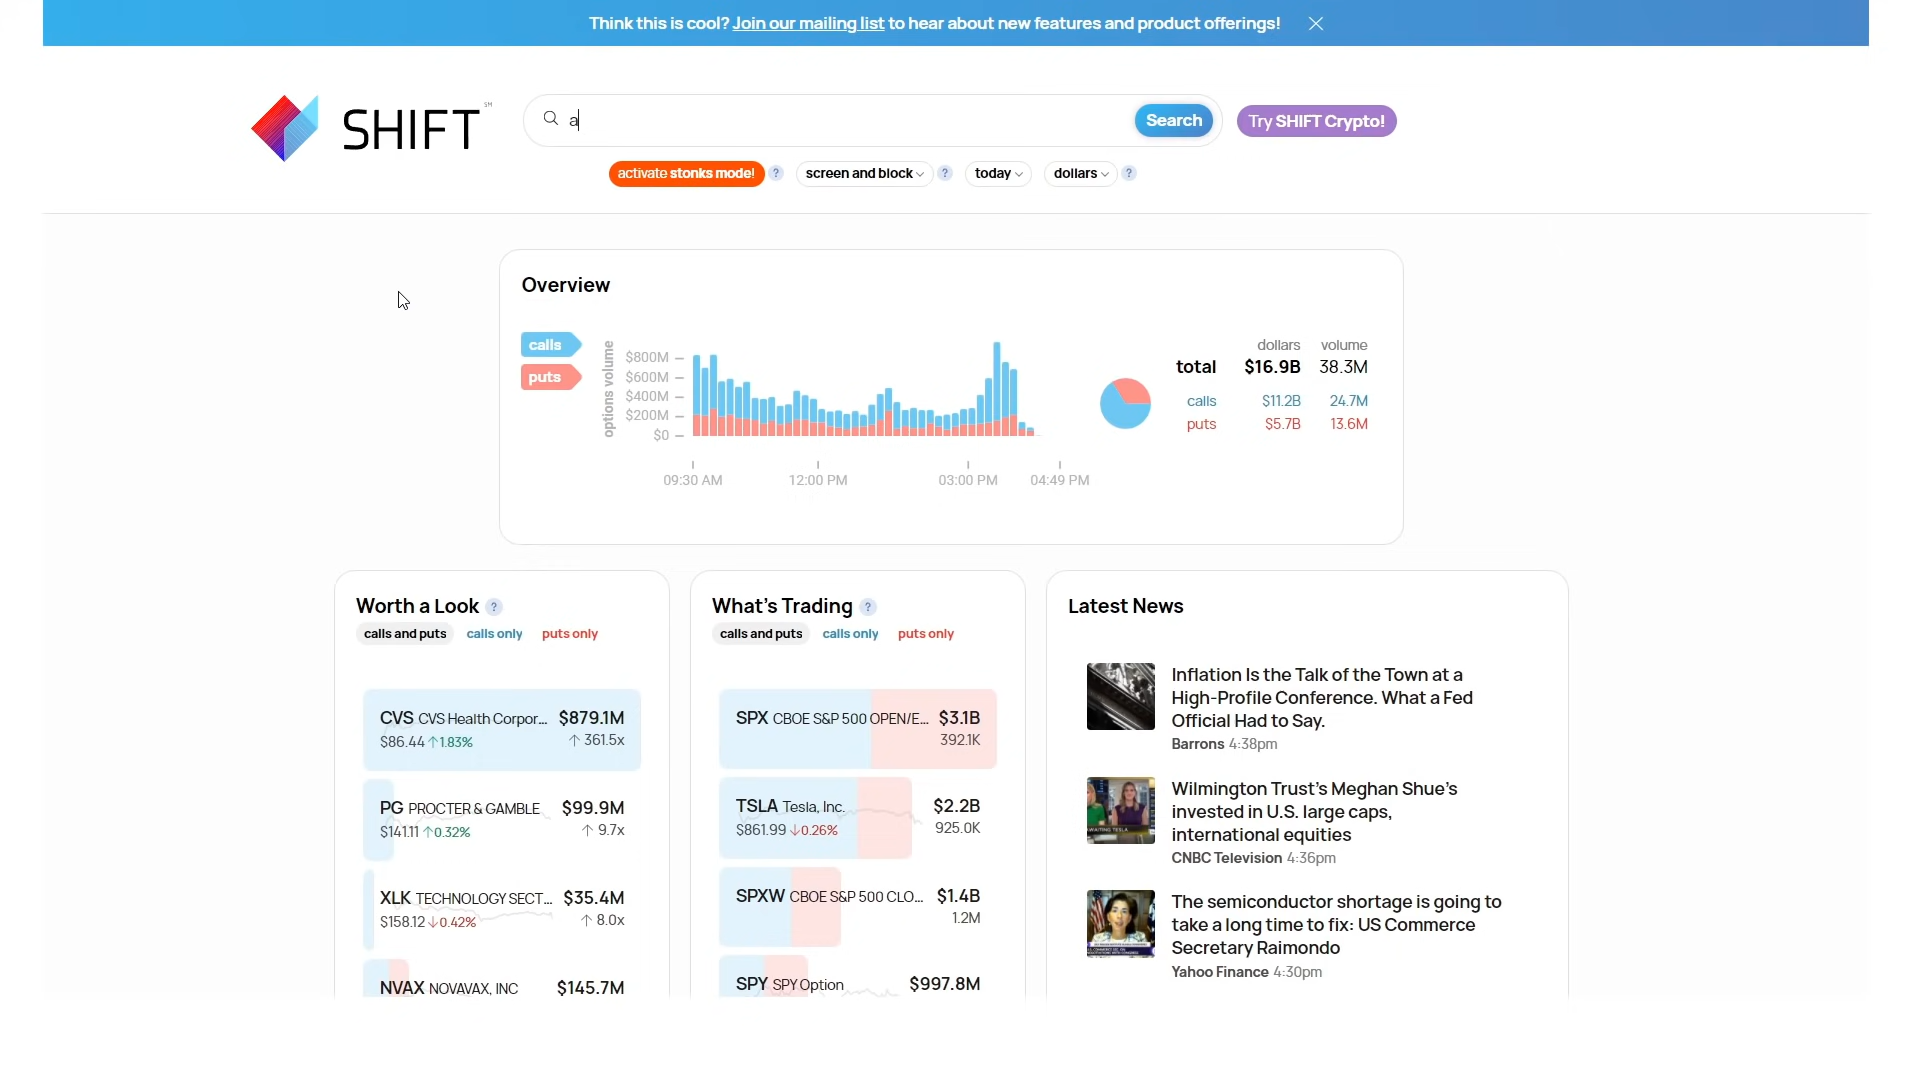 Think this is cool? Join our mailing list to hear about new features and product offerings!
SHIFT SM
a
Search
Try SHIFT Crypto!
activate stonks mode! ?
screen and block ?
today
dollars ?
Overview
calls
puts
options volume
$800M
$600M
$400M
$200M
$0
09:30 AM
12:00 PM
03:00 PM
04:49 PM
dollars volume
total $16.9B 38.3M
calls $11.2B 24.7M
puts $5.7B 13.6M
Worth a Look ?
calls and puts calls only puts only
CVS CVS Health Corpor... $879.1M
$86.44 ↑1.83% ↑ 361.5x
PG PROCTER & GAMBLE $99.9M
$141.11 ↑0.32% ↑ 9.7x
XLK TECHNOLOGY SECT... $35.4M
$158.12 ↓0.42% ↑ 8.0x
NVAX NOVAVAX, INC $145.7M
What's Trading ?
calls and puts calls only puts only
SPX CBOE S&P 500 OPEN/E... $3.1B
392.1K
TSLA Tesla, Inc. $2.2B
$861.99 ↓0.26% 925.0K
SPXW CBOE S&P 500 CLO... $1.4B
1.2M
SPY SPY Option $997.8M
Latest News
Inflation Is the Talk of the Town at a
High-Profile Conference. What a Fed
Official Had to Say.
Barrons 4:38pm
Wilmington Trust's Meghan Shue's
invested in U.S. large caps,
international equities
CNBC Television 4:36pm
The semiconductor shortage is going to
take a long time to fix: US Commerce
Secretary Raimondo
Yahoo Finance 4:30pm